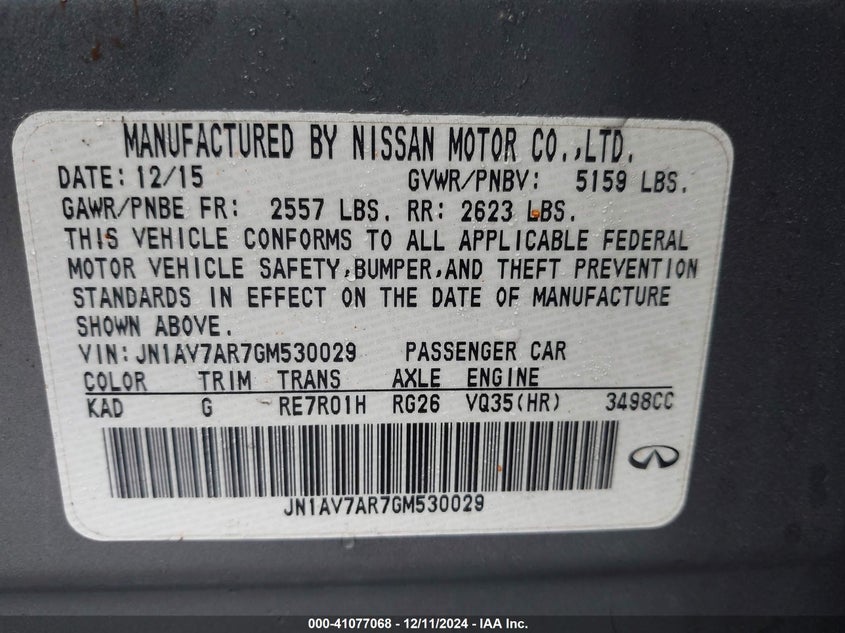 MANUFACTURED BY NISSAN MOTOR CO.,LTD.
DATE: 12/15 GVWR/PNBV: 5159 LBS.
GAWR/PNBE FR: 2557 LBS. RR: 2623 LBS.
THIS VEHICLE CONFORMS TO ALL APPLICABLE FEDERAL
MOTOR VEHICLE SAFETY,BUMPER,AND THEFT PREVENTION
STANDARDS IN EFFECT ON THE DATE OF MANUFACTURE
SHOWN ABOVE.
VIN:JN1AV7AR7GM530029 PASSENGER CAR
COLOR TRIM TRANS AXLE ENGINE
KAD G RE7R01H RG26 VQ35(HR) 3498CC
JN1AV7AR7GM530029
000-41077068 - 12/11/2024 - IAA Inc.